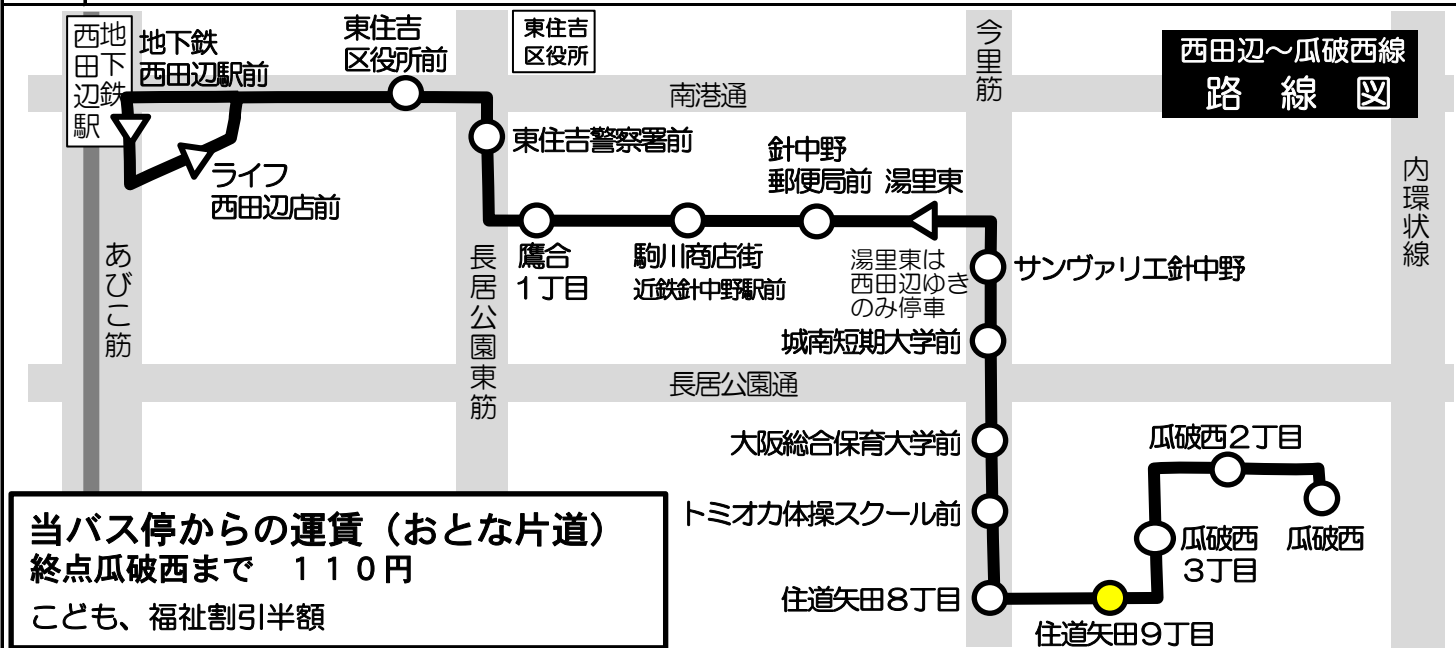 地下鉄
西田辺駅
地下鉄
西田辺駅前
東住吉
区役所前
東住吉
区役所
今里筋
西田辺～瓜破西線
路線図
南港通
東住吉警察署前
針中野
郵便局前
湯里東
ライフ
西田辺店前
内環状線
あびこ筋
長居公園東筋
鷹合
1丁目
駒川商店街
近鉄針中野駅前
湯里東は
西田辺ゆき
のみ停車
サンヴァリエ針中野
城南短期大学前
長居公園通
大阪総合保育大学前
瓜破西2丁目
トミオカ体操スクール前
瓜破西
3丁目
瓜破西
住道矢田8丁目
住道矢田9丁目
当バス停からの運賃（おとな片道）
終点瓜破西まで　１１０円
こども、福祉割引半額